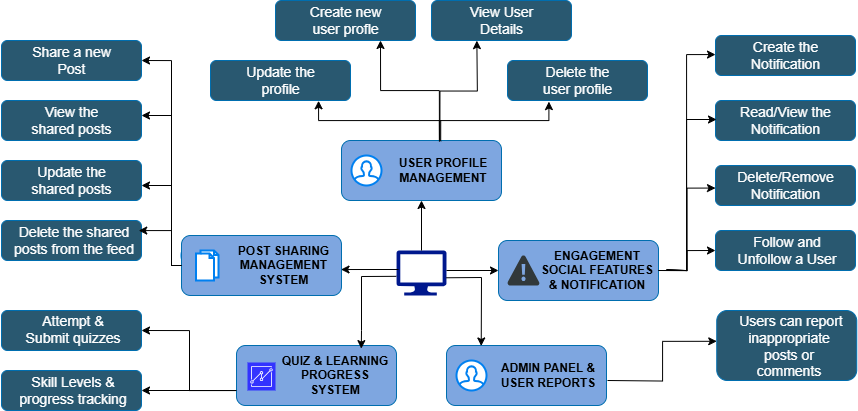 Create new
user profle
View User
Details
Update the
profile
Delete the
user profile
Share a new
Post
View the
shared posts
Update the
shared posts
Delete the shared
posts from the feed
Create the
Notification
Read/View the
Notification
Delete/Remove
Notification
Follow and
Unfollow a User
USER PROFILE
MANAGEMENT
POST SHARING
MANAGEMENT
SYSTEM
ENGAGEMENT
SOCIAL FEATURES
& NOTIFICATION
Attempt &
Submit quizzes
Skill Levels &
progress tracking
QUIZ & LEARNING
PROGRESS
SYSTEM
ADMIN PANEL &
USER REPORTS
Users can report
inappropriate
posts or
comments